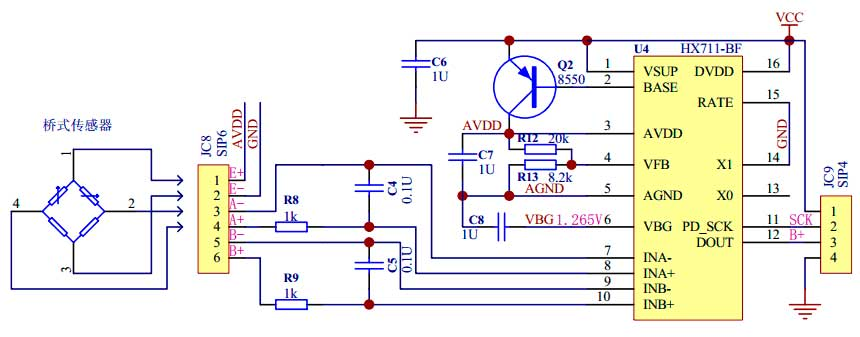 VCC
U4
HX711-BF
C6
1U
Q2
8550
1
VSUP
DVDD
16
2
BASE
RATE
15
桥式传感器
JC8
SIP6
AVDD
GND
AVDD
R12
20k
3
AVDD
GND
C7
1U
R13
8.2k
4
VFB
X1
14
AGND
5
AGND
X0
13
JC9
SIP4
1
4
2
3
E+
1
E-
2
A-
3
A+
4
B-
5
B+
6
R8
1k
C4
0.1U
C8
1U
VBG
1.265V
6
VBG
PD_SCK
11
SCK
DOUT
12
B+
1
2
3
4
7
INA-
8
INA+
9
INB-
10
INB+
R9
1k
C5
0.1U